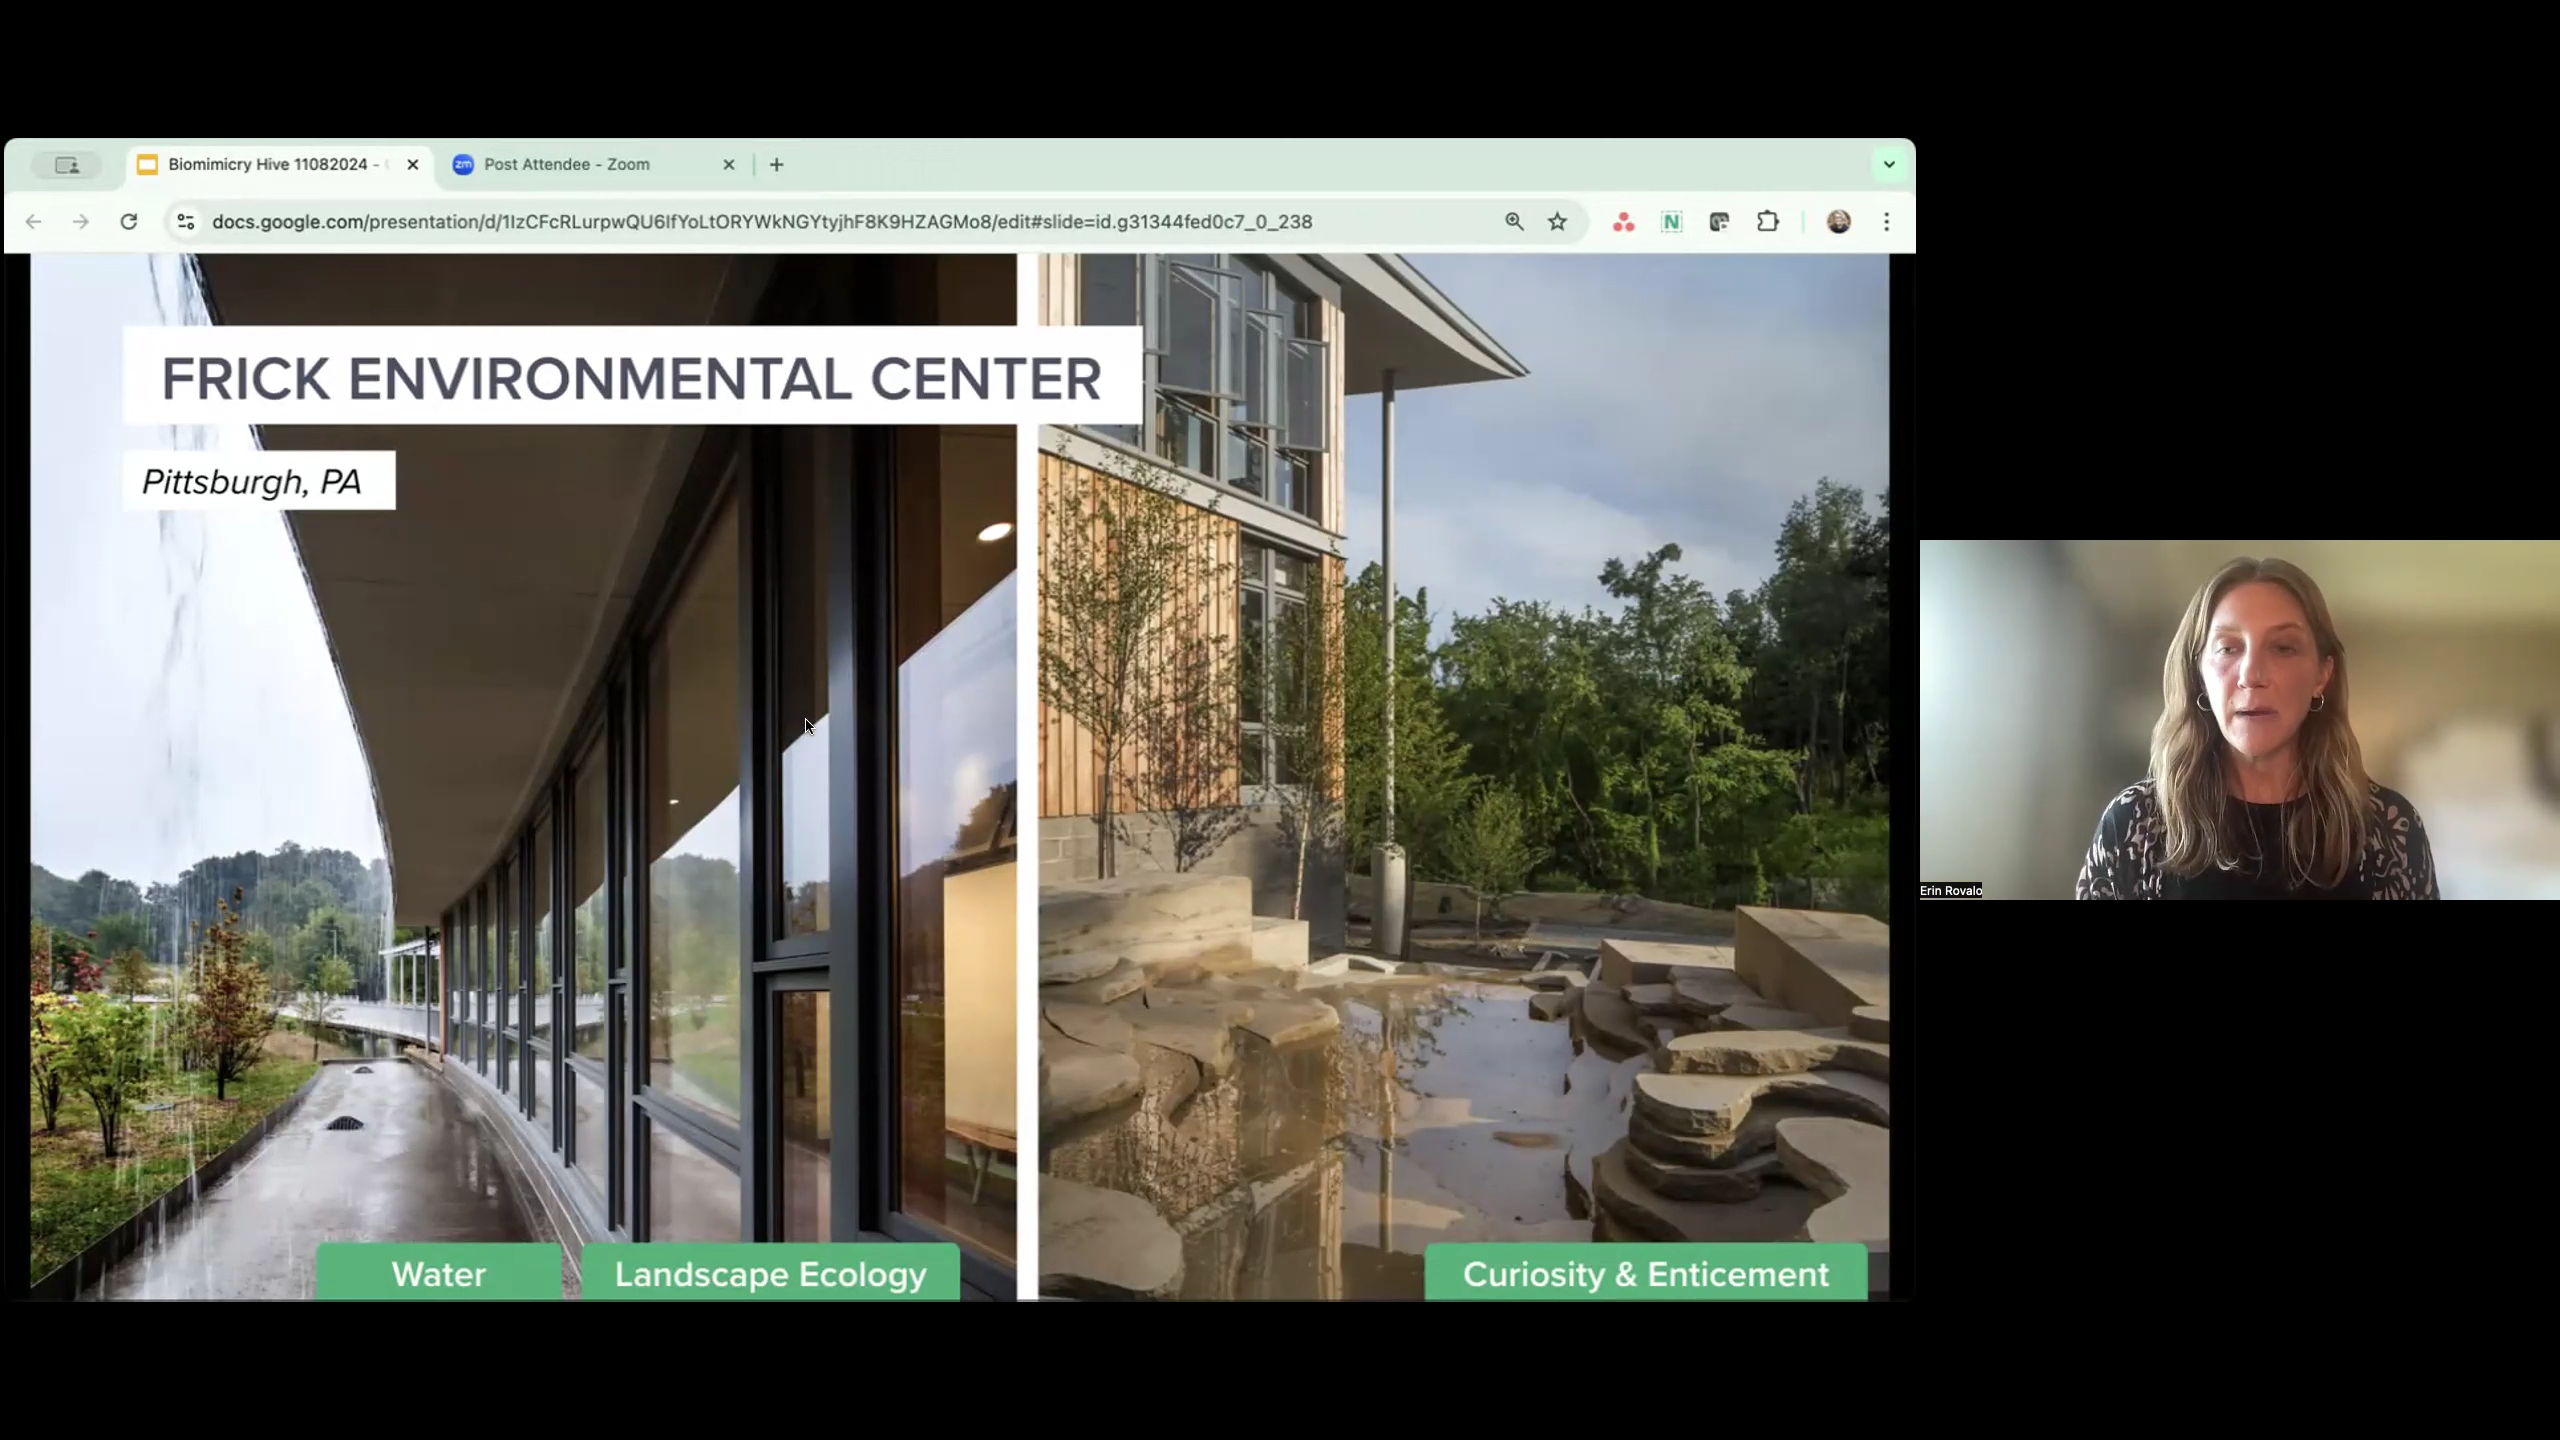 Biomimicry Hive 11082024 -
zm Post Attendee - Zoom
docs.google.com/presentation/d/1IzCFcRLurpwQU6IfYoLtORYWkNGYtyjhF8K9HZAGMo8/edit#slide=id.g31344fed0c7_0_238
N
FRICK ENVIRONMENTAL CENTER
Pittsburgh, PA
Erin Rovalo
Water
Landscape Ecology
Curiosity & Enticement